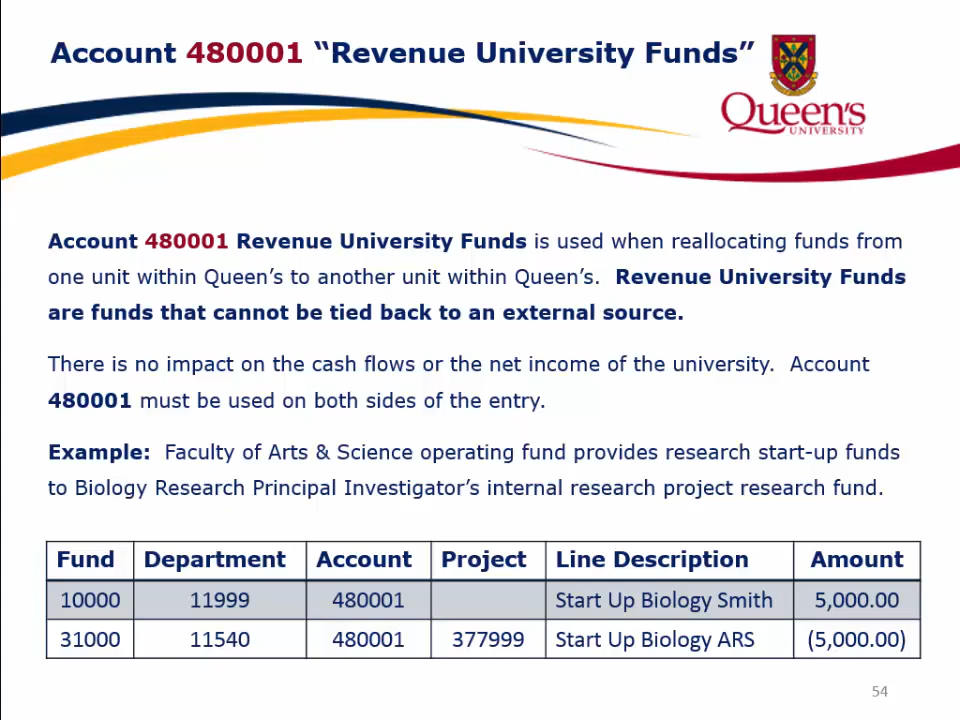 Account 480001 “Revenue University Funds”
Queen's
UNIVERSITY
Account 480001 Revenue University Funds is used when reallocating funds from
one unit within Queen’s to another unit within Queen’s. Revenue University Funds
are funds that cannot be tied back to an external source.
There is no impact on the cash flows or the net income of the university. Account
480001 must be used on both sides of the entry.
Example: Faculty of Arts & Science operating fund provides research start-up funds
to Biology Research Principal Investigator’s internal research project research fund.
Fund Department Account Project Line Description Amount
10000 11999 480001 Start Up Biology Smith 5,000.00
31000 11540 480001 377999 Start Up Biology ARS (5,000.00)
54